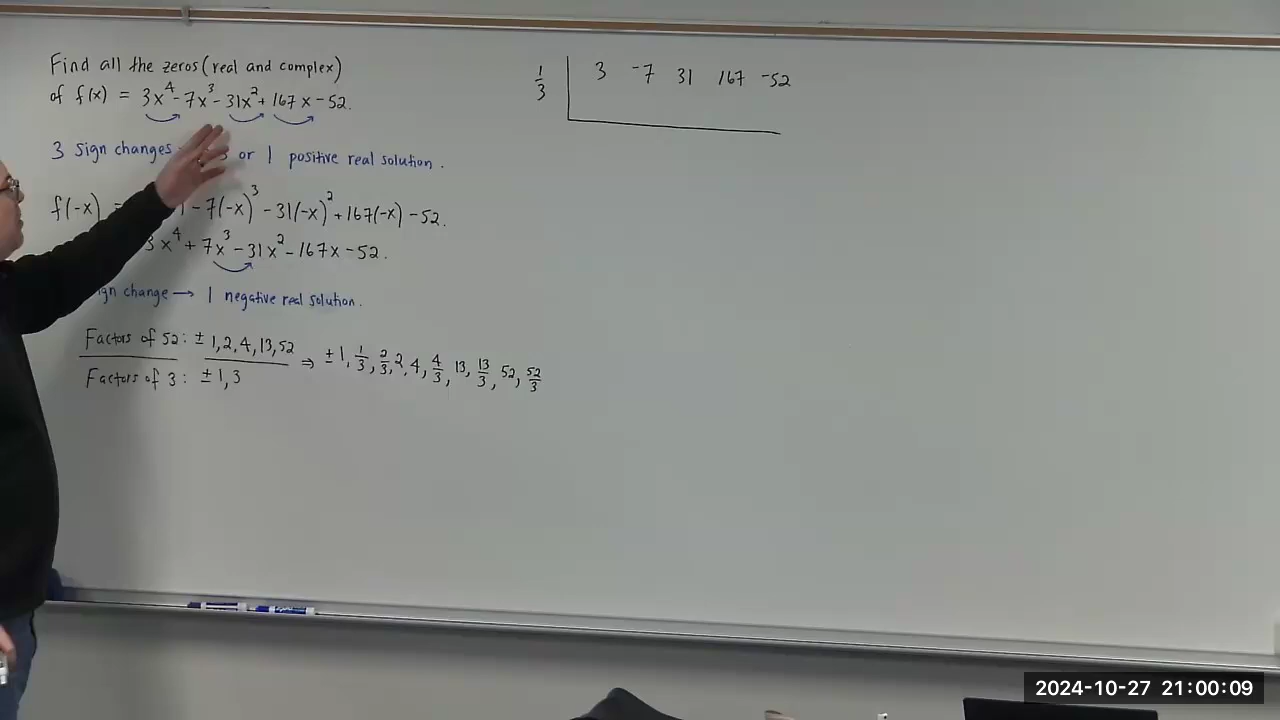 Find all the zeros (real and complex)
of f(x) = 3x⁴ - 7x³ - 31x² + 167x - 52.
3 sign changes or 1 positive real solution.
f(-x) = - 7(-x)³ - 31(-x)² + 167(-x) - 52.
3x⁴ + 7x³ - 31x² - 167x - 52.
sign change → 1 negative real solution.
Factors of 52: ± 1, 2, 4, 13, 52
Factors of 3: ± 1, 3
⇒ ± 1, 1/3, 2/3, 2, 4, 4/3, 13, 13/3, 52, 52/3
1/3 | 3 -7 31 167 -52
2024-10-27 21:00:09